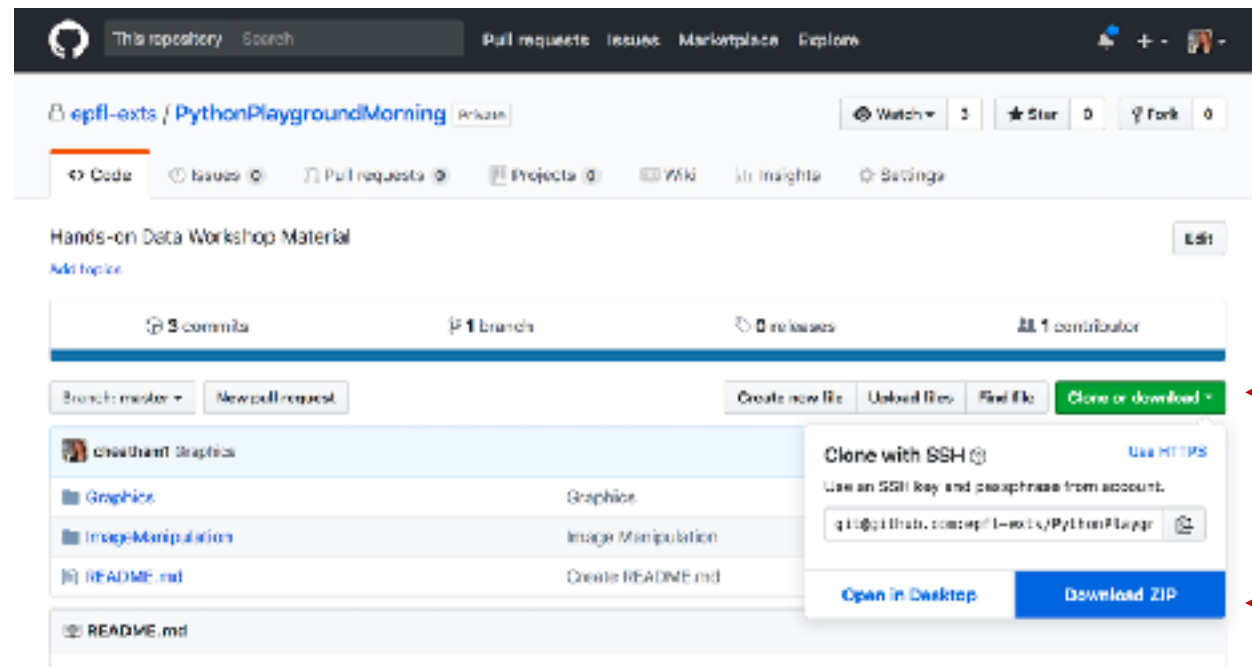 This repository Search Pull requests Issues Marketplace Explore
epfl-exts / PythonPlaygroundMorning Private
Watch 3 Star 0 Fork 0
Code Issues 0 Pull requests 0 Projects 0 Wiki Insights Settings
Hands-on Data Workshop Material
Edit
Add topics
3 commits 1 branch 0 releases 1 contributor
Branch: master New pull request Create new file Upload files Find file Clone or download
cheatham1 Graphics
Clone with SSH Use HTTPS
Use an SSH key and passphrase from account.
git@github.com:epfl-exts/PythonPlaygr
Open in Desktop Download ZIP
Graphics Graphics
ImageManipulation Image Manipulation
README.md Create README.md
README.md